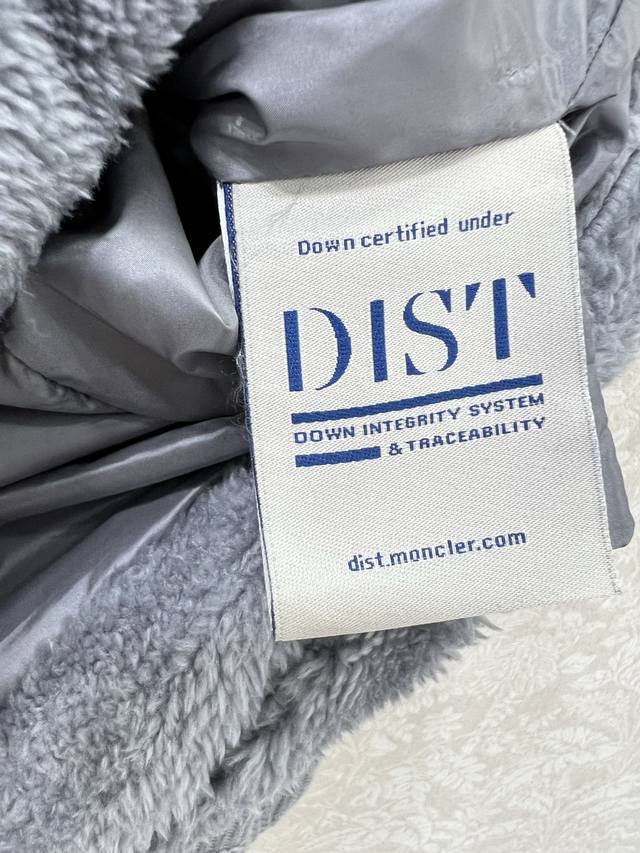 Down certified under
DIST
DOWN INTEGRITY SYSTEM
& TRACEABILITY
dist.moncler.com